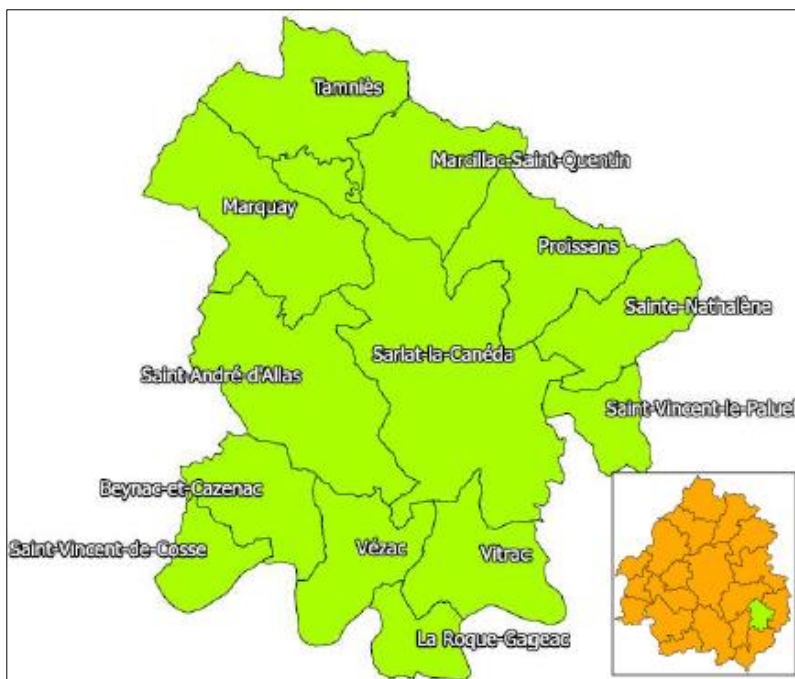 Tamniès
Marcillac-Saint-Quentin
Marquay
Proissans
Sainte-Nathalène
Sarlat-la-Canéda
Saint-André d'Allas
Saint-Vincent-le-Paluel
Beynac-et-Cazenac
Saint-Vincent-de-Cosse
Vézac
Vitrac
La Roque-Gageac